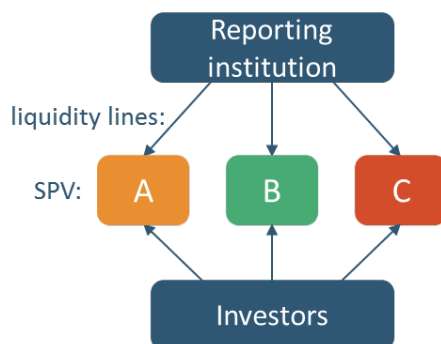 Reporting
institution
liquidity lines:
SPV: A B C
Investors